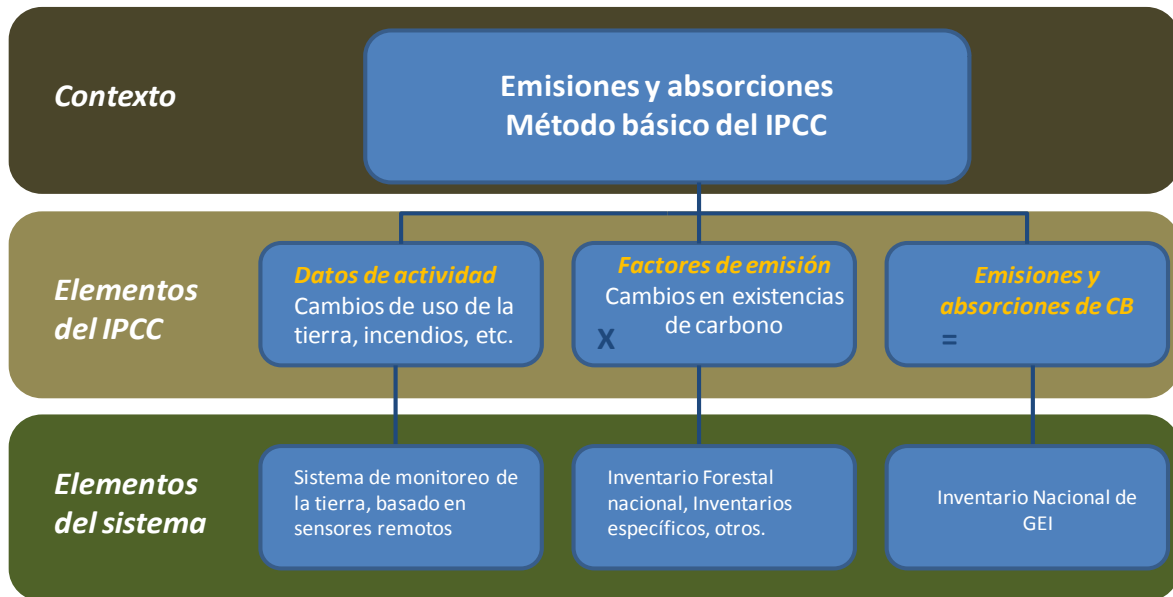 Contexto
Emisiones y absorciones
Método básico del IPCC
Elementos
del IPCC
Datos de actividad
Cambios de uso de la
tierra, incendios, etc.
Factores de emisión
Cambios en existencias
de carbono
X
Emisiones y
absorciones de CB
=
Elementos
del sistema
Sistema de monitoreo de
la tierra, basado en
sensores remotos
Inventario Forestal
nacional, Inventarios
específicos, otros.
Inventario Nacional de
GEI